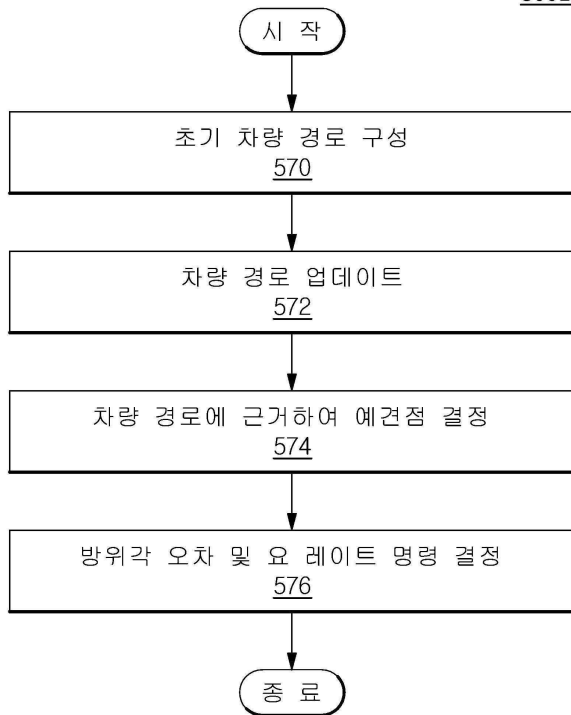 시 작
초기 차량 경로 구성
570
차량 경로 업데이트
572
차량 경로에 근거하여 예견점 결정
574
방위각 오차 및 요 레이트 명령 결정
576
종 료